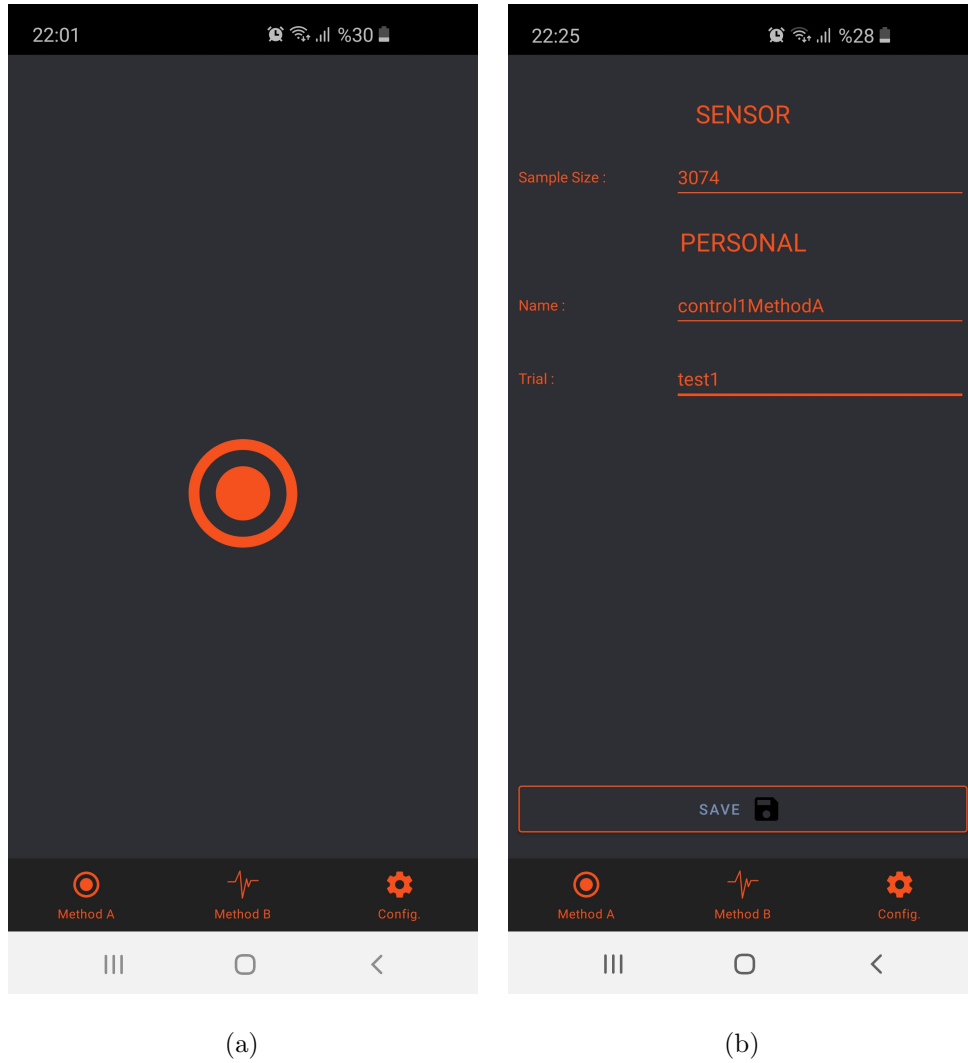 22:01 %30
Method A Method B Config.
(a)
22:25 %28
SENSOR
Sample Size : 3074
PERSONAL
Name : control1MethodA
Trial : test1
SAVE
Method A Method B Config.
(b)